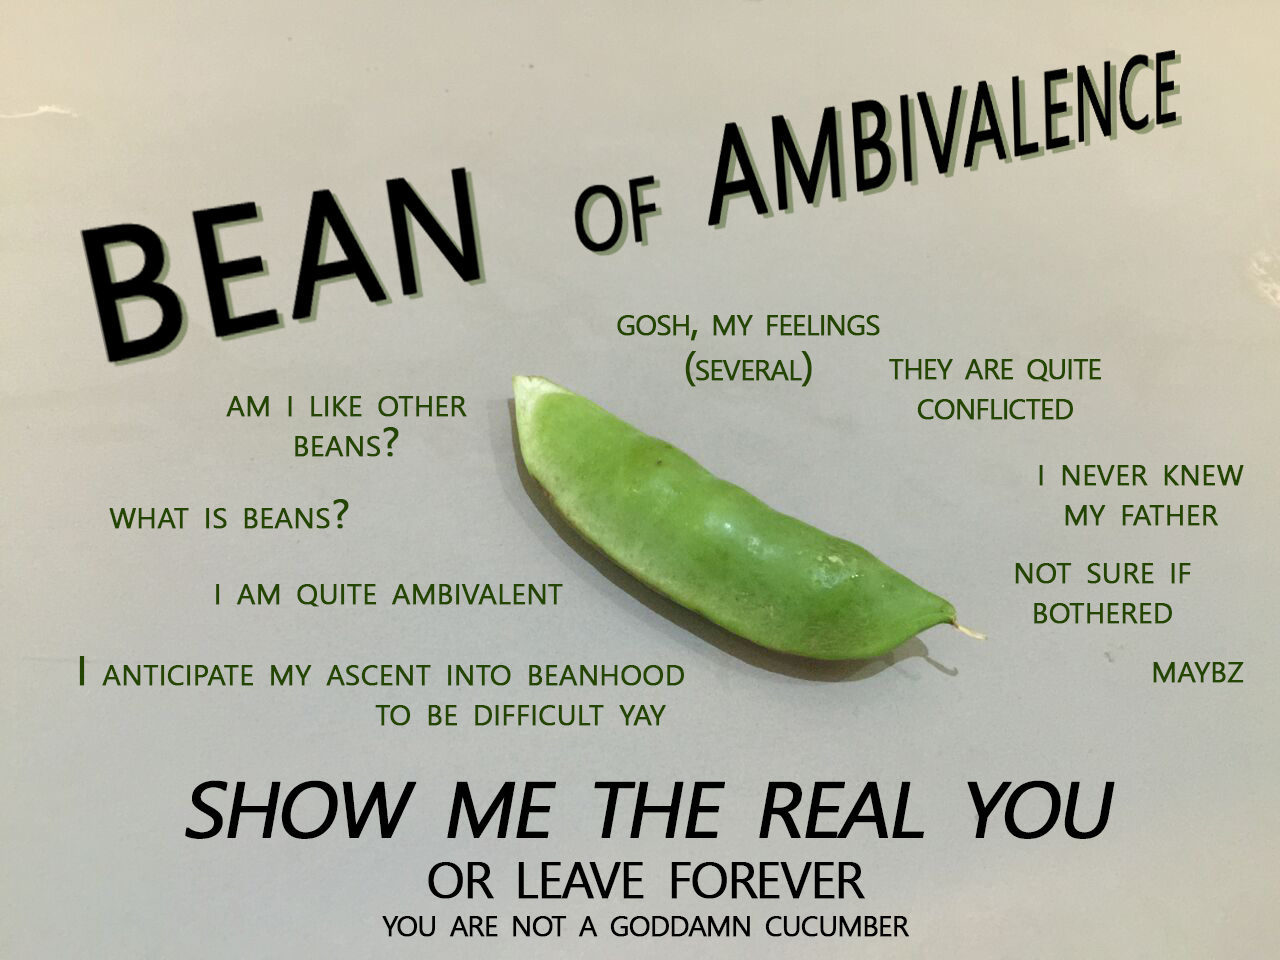 BEAN OF AMBIVALENCE
GOSH, MY FEELINGS
(SEVERAL)
THEY ARE QUITE
CONFLICTED
AM I LIKE OTHER
BEANS?
I NEVER KNEW
MY FATHER
WHAT IS BEANS?
NOT SURE IF
BOTHERED
I AM QUITE AMBIVALENT
MAYBZ
I ANTICIPATE MY ASCENT INTO BEANHOOD
TO BE DIFFICULT YAY
SHOW ME THE REAL YOU
OR LEAVE FOREVER
YOU ARE NOT A GODDAMN CUCUMBER